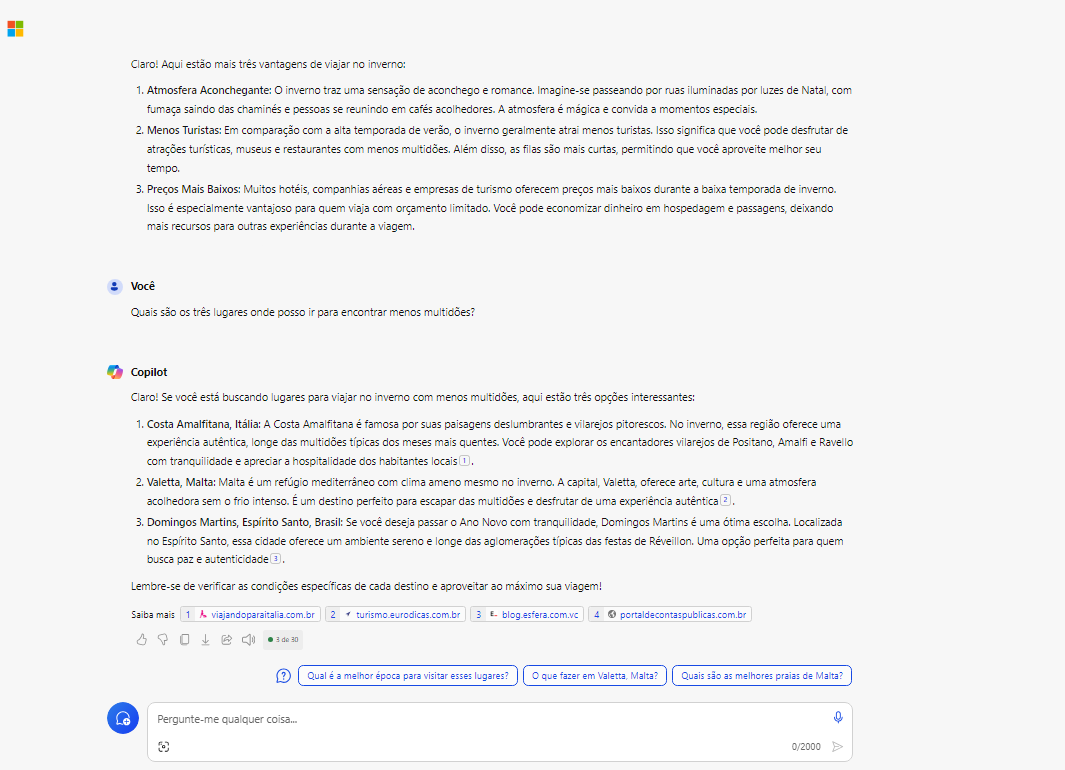 Claro! Aqui estão mais três vantagens de viajar no inverno:
1. Atmosfera Aconchegante: O inverno traz uma sensação de aconchego e romance. Imagine-se passeando por ruas iluminadas por luzes de Natal, com
fumaça saindo das chaminés e pessoas se reunindo em cafés acolhedores. A atmosfera é mágica e convida a momentos especiais.
2. Menos Turistas: Em comparação com a alta temporada de verão, o inverno geralmente atrai menos turistas. Isso significa que você pode desfrutar de
atrações turísticas, museus e restaurantes com menos multidões. Além disso, as filas são mais curtas, permitindo que você aproveite melhor seu
tempo.
3. Preços Mais Baixos: Muitos hotéis, companhias aéreas e empresas de turismo oferecem preços mais baixos durante a baixa temporada de inverno.
Isso é especialmente vantajoso para quem viaja com orçamento limitado. Você pode economizar dinheiro em hospedagem e passagens, deixando
mais recursos para outras experiências durante a viagem.
Você
Quais são os três lugares onde posso ir para encontrar menos multidões?
Copilot
Claro! Se você está buscando lugares para viajar no inverno com menos multidões, aqui estão três opções interessantes:
1. Costa Amalfitana, Itália: A Costa Amalfitana é famosa por suas paisagens deslumbrantes e vilarejos pitorescos. No inverno, essa região oferece uma
experiência autêntica, longe das multidões típicas dos meses mais quentes. Você pode explorar os encantadores vilarejos de Positano, Amalfi e Ravello
com tranquilidade e apreciar a hospitalidade dos habitantes locais 1 .
2. Valetta, Malta: Malta é um refúgio mediterrâneo com clima ameno mesmo no inverno. A capital, Valetta, oferece arte, cultura e uma atmosfera
acolhedora sem o frio intenso. É um destino perfeito para escapar das multidões e desfrutar de uma experiência autêntica 2 .
3. Domingos Martins, Espírito Santo, Brasil: Se você deseja passar o Ano Novo com tranquilidade, Domingos Martins é uma ótima escolha. Localizada
no Espírito Santo, essa cidade oferece um ambiente sereno e longe das aglomerações típicas das festas de Réveillon. Uma opção perfeita para quem
busca paz e autenticidade 3 .
Lembre-se de verificar as condições específicas de cada destino e aproveitar ao máximo sua viagem!
Saiba mais 1 viajandoparaitalia.com.br 2 turismo.eurodicas.com.br 3 E.. blog.esfera.com.vc 4 portaldecontaspublicas.com.br
3 de 30
Qual é a melhor época para visitar esses lugares? O que fazer em Valetta, Malta? Quais são as melhores praias de Malta?
Pergunte-me qualquer coisa...
0/2000